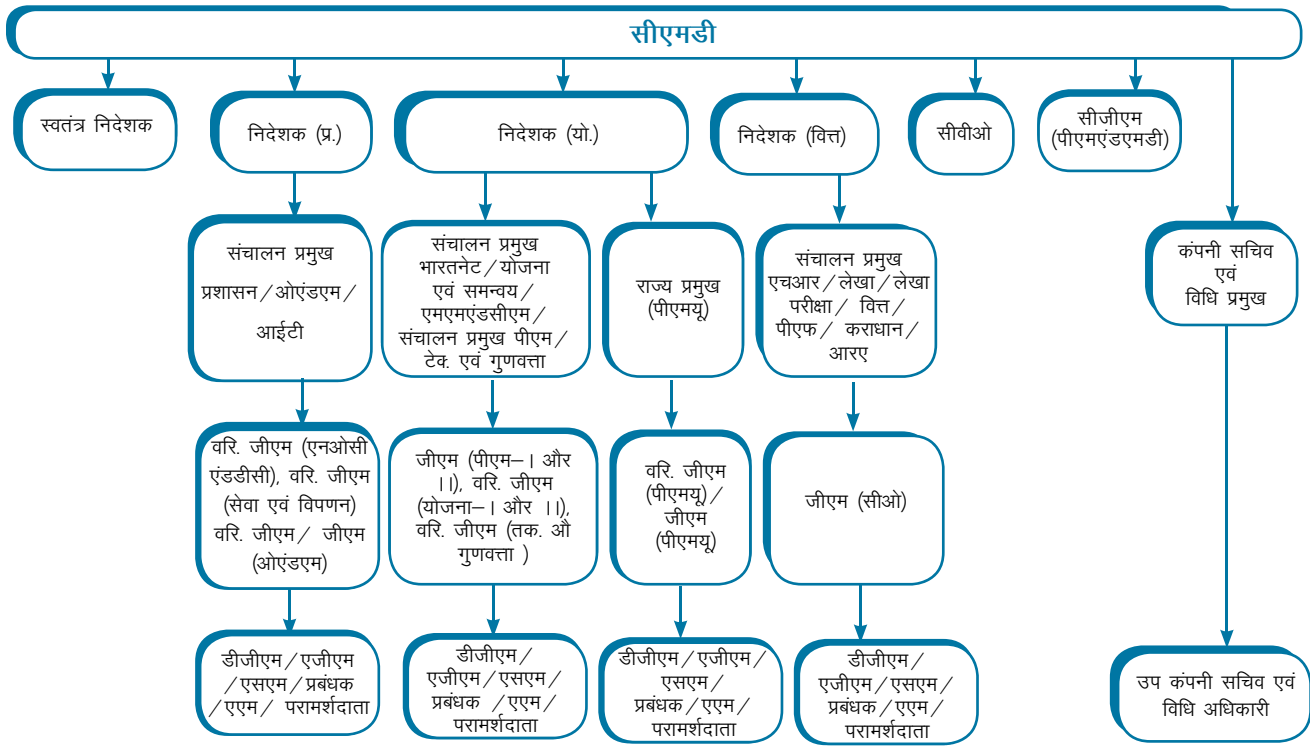 सीएमडी
स्वतंत्र निदेशक
निदेशक (प्र.)
निदेशक (यो.)
निदेशक (वित्त)
सीवीओ
सीजीएम
(पीएमएंडएमडी)
संचालन प्रमुख
प्रशासन/ओएंडएम/
आईटी
संचालन प्रमुख
भारतनेट/योजना
एवं समन्वय/
एमएमएंडसीएम/
संचालन प्रमुख पीएम/
टेक. एवं गुणवत्ता
राज्य प्रमुख
(पीएमयू)
संचालन प्रमुख
एचआर/लेखा/लेखा
परीक्षा/ वित्त/
पीएफ/ कराधान/
आरए
कंपनी सचिव
एवं
विधि प्रमुख
वरि. जीएम (एनओसी
एंडडीसी), वरि. जीएम
(सेवा एवं विपणन)
वरि. जीएम/ जीएम
(ओएंडएम)
जीएम (पीएम–। और
।।), वरि. जीएम
(योजना–। और ।।),
वरि. जीएम (तक. औ
गुणवत्ता )
वरि. जीएम
(पीएमयू)/
जीएम
(पीएमयू)
जीएम (सीओ)
डीजीएम/एजीएम
/एसएम/प्रबंधक
/एएम/ परामर्शदाता
डीजीएम/
एजीएम/एसएम/
प्रबंधक /एएम/
परामर्शदाता
डीजीएम/एजीएम/
एसएम/
प्रबंधक/एएम/
परामर्शदाता
डीजीएम/
एजीएम/एसएम/
प्रबंधक/एएम/
परामर्शदाता
उप कंपनी सचिव एवं
विधि अधिकारी